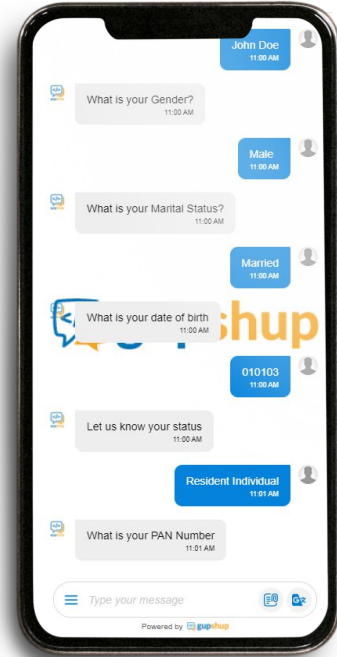 John Doe
11:00 AM
What is your Gender?
11:00 AM
Male
11:00 AM
What is your Marital Status?
11:00 AM
Married
11:00 AM
What is your date of birth
11:00 AM
shup
010103
11:00 AM
Let us know your status
11:00 AM
Resident Individual
11:01 AM
What is your PAN Number
11:01 AM
Type your message
Powered by gupshup